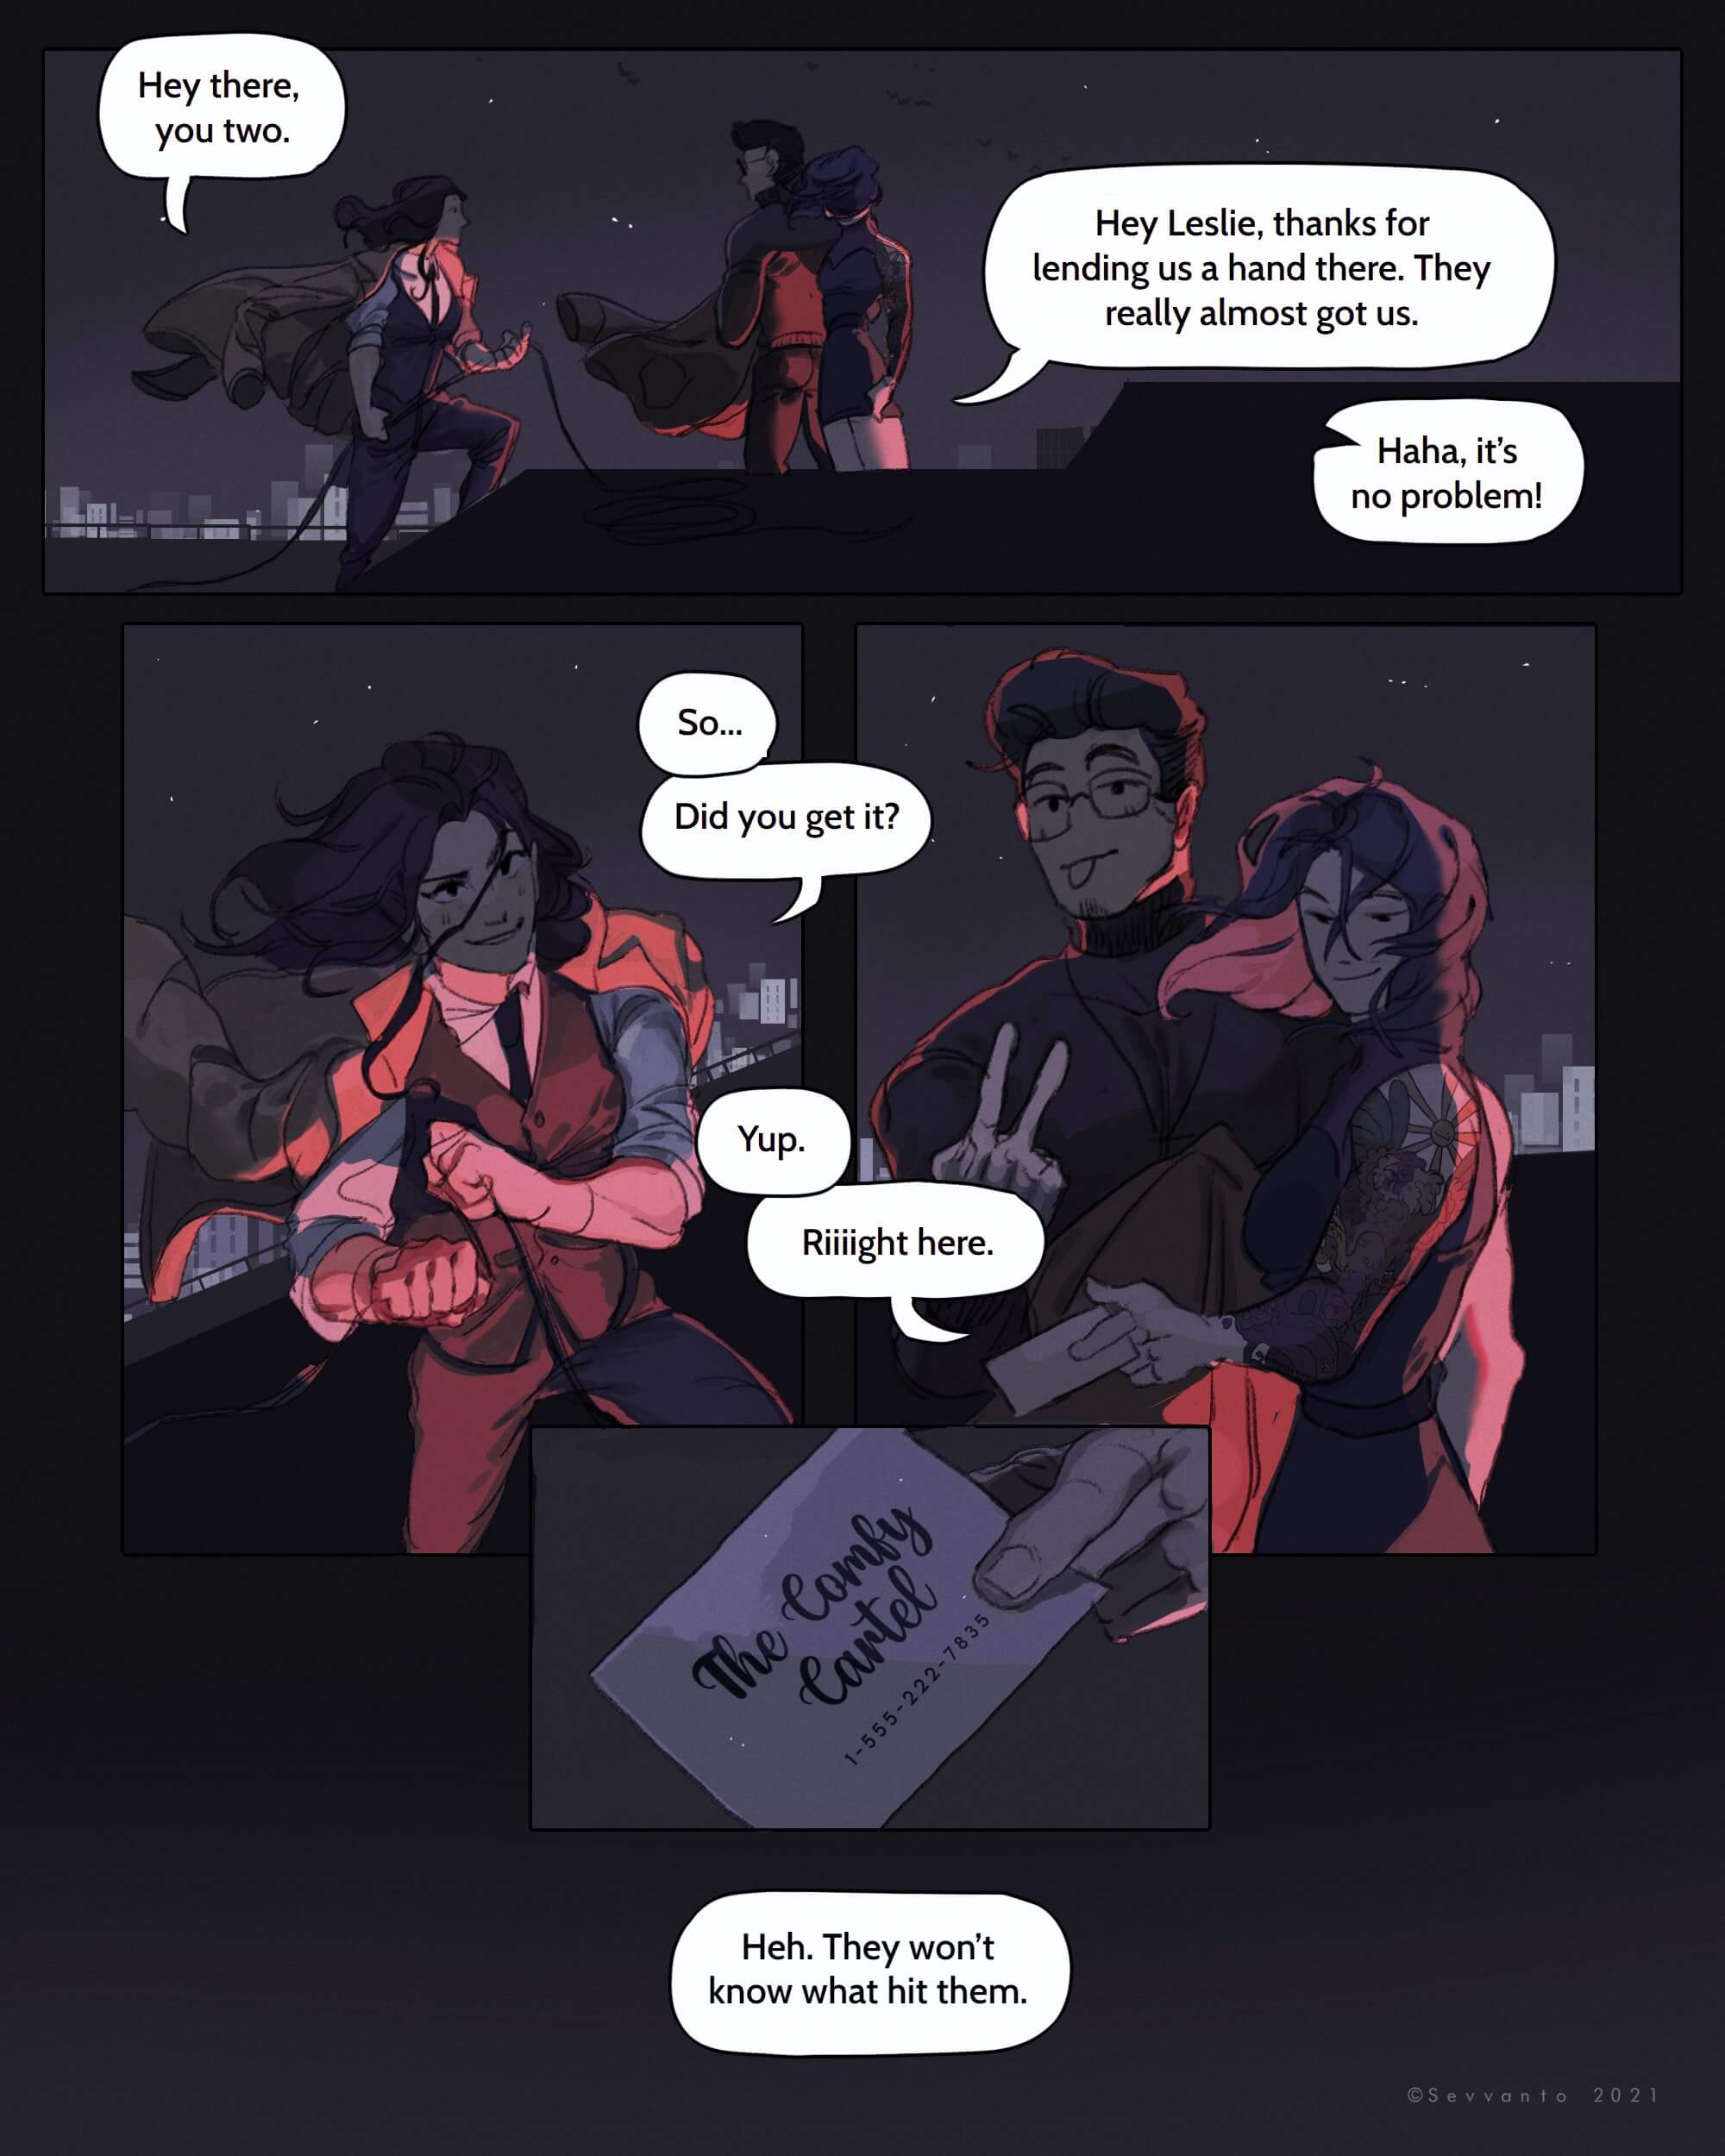 Hey there,
you two.
Hey Leslie, thanks for
lending us a hand there. They
really almost got us.
Haha, it's
no problem!
So...
Did you get it?
Yup.
Riiiight here.
The Comfy
Cartel
1-555-222-7835
Heh. They won't
know what hit them.
©Sevvanto 2021